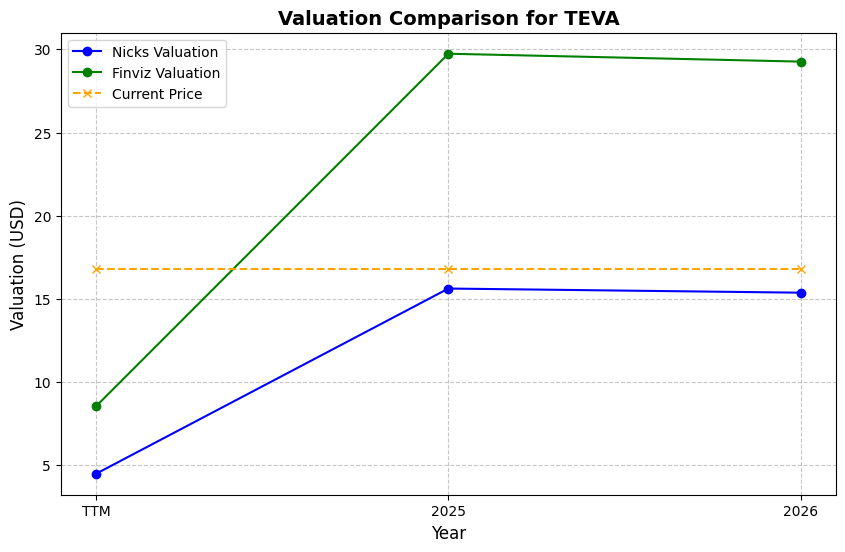 Valuation Comparison for TEVA
Nicks Valuation
Finviz Valuation
Current Price
Valuation (USD)
30
25
20
15
10
5
TTM
2025
2026
Year